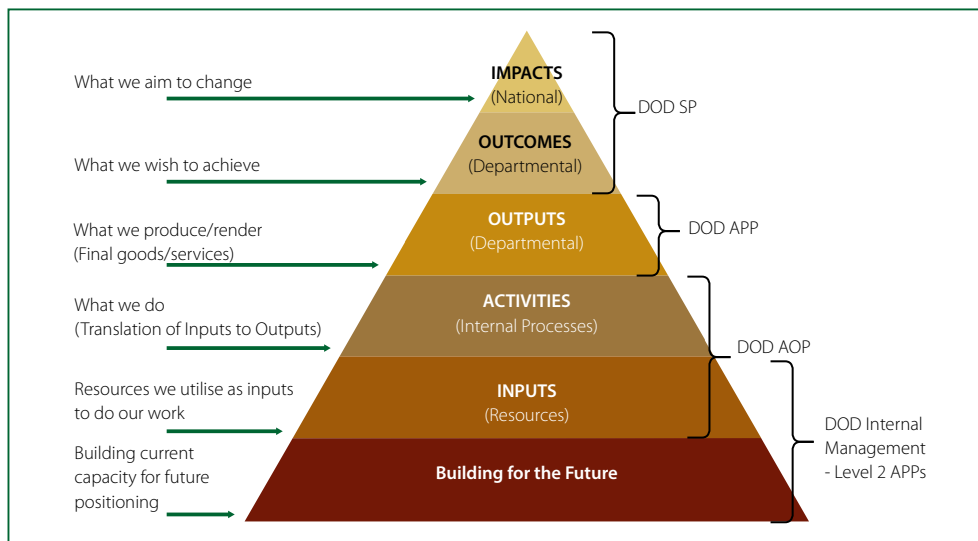 What we aim to change
IMPACTS
(National)
DOD SP
What we wish to achieve
OUTCOMES
(Departmental)
What we produce/render
(Final goods/services)
OUTPUTS
(Departmental)
DOD APP
What we do
(Translation of Inputs to Outputs)
ACTIVITIES
(Internal Processes)
DOD AOP
Resources we utilise as inputs
to do our work
INPUTS
(Resources)
DOD Internal
Management
- Level 2 APPs
Building current
capacity for future
positioning
Building for the Future